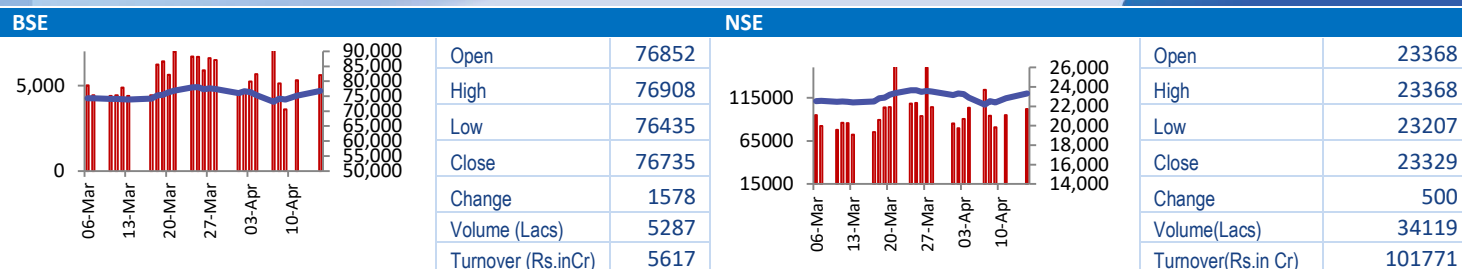 BSE
NSE
5,000
0
90,000
85,000
80,000
75,000
70,000
65,000
60,000
55,000
50,000
06-Mar
13-Mar
20-Mar
27-Mar
03-Apr
10-Apr
Open 76852
High 76908
Low 76435
Close 76735
Change 1578
Volume (Lacs) 5287
Turnover (Rs.inCr) 5617
115000
65000
15000
26,000
24,000
22,000
20,000
18,000
16,000
14,000
06-Mar
13-Mar
20-Mar
27-Mar
03-Apr
10-Apr
Open 23368
High 23368
Low 23207
Close 23329
Change 500
Volume(Lacs) 34119
Turnover(Rs.in Cr) 101771